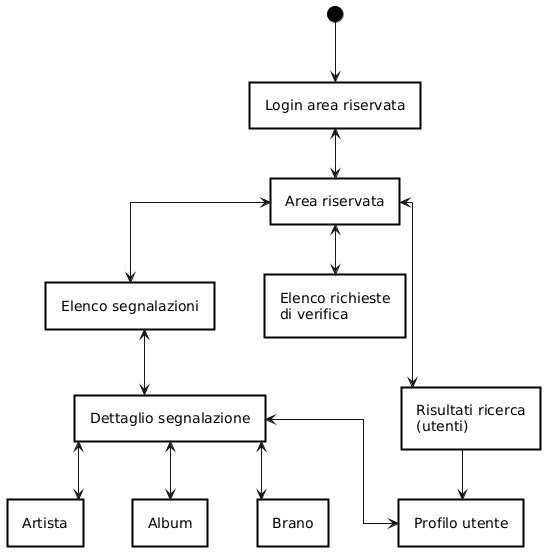 Login area riservata
Area riservata
Elenco segnalazioni
Elenco richieste
di verifica
Dettaglio segnalazione
Risultati ricerca
(utenti)
Artista
Album
Brano
Profilo utente